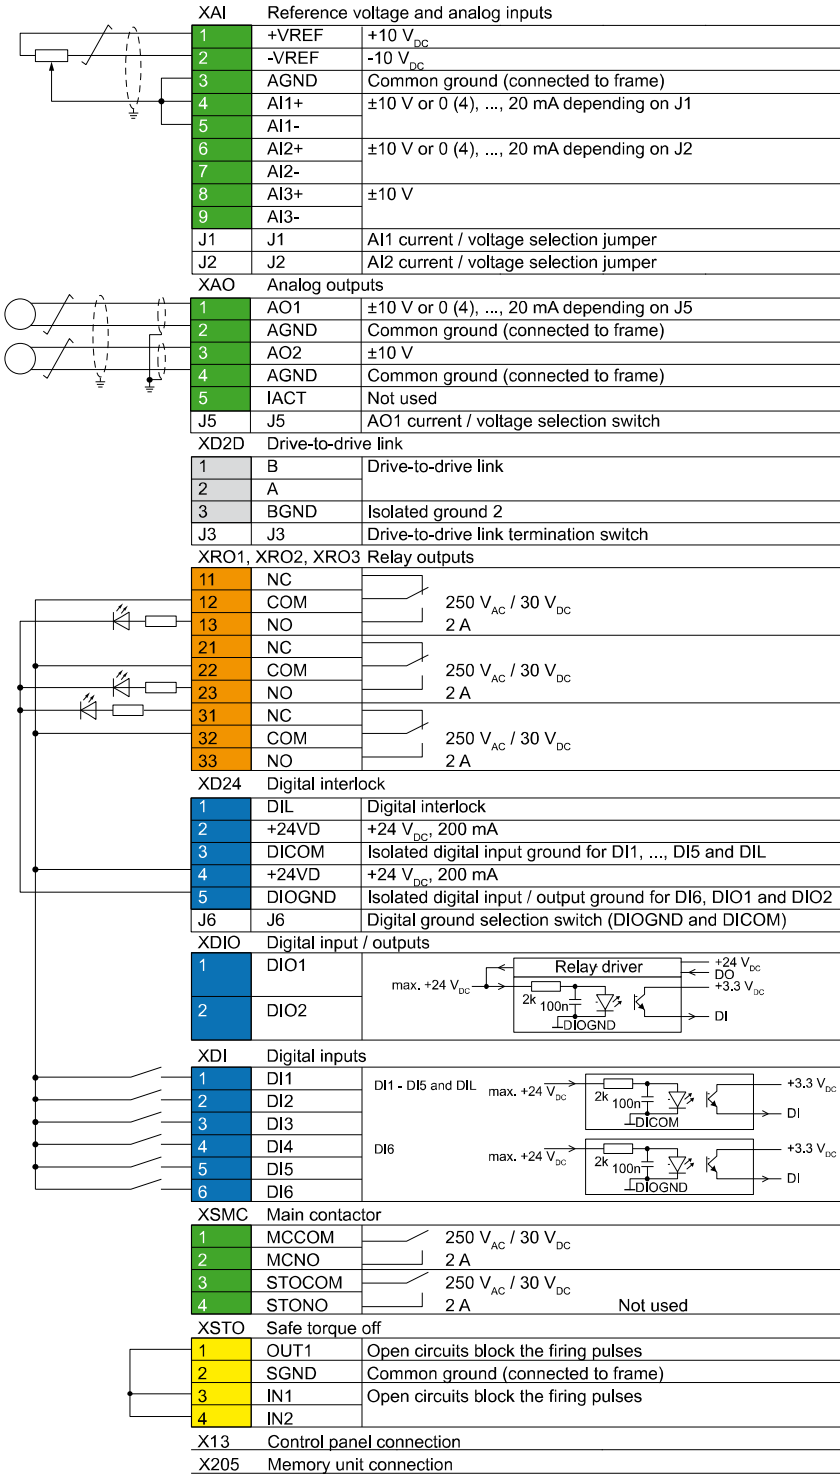 XAI Reference voltage and analog inputs
1 +VREF +10 VDC
2 -VREF -10 VDC
3 AGND Common ground (connected to frame)
4 AI1+ ±10 V or 0 (4), ..., 20 mA depending on J1
5 AI1-
6 AI2+ ±10 V or 0 (4), ..., 20 mA depending on J2
7 AI2-
8 AI3+ ±10 V
9 AI3-
J1 J1 AI1 current / voltage selection jumper
J2 J2 AI2 current / voltage selection jumper
XAO Analog outputs
1 AO1 ±10 V or 0 (4), ..., 20 mA depending on J5
2 AGND Common ground (connected to frame)
3 AO2 ±10 V
4 AGND Common ground (connected to frame)
5 IACT Not used
J5 J5 AO1 current / voltage selection switch
XD2D Drive-to-drive link
1 B Drive-to-drive link
2 A
3 BGND Isolated ground 2
J3 J3 Drive-to-drive link termination switch
XRO1, XRO2, XRO3 Relay outputs
11 NC
12 COM 250 VAC / 30 VDC
13 NO 2 A
21 NC
22 COM 250 VAC / 30 VDC
23 NO 2 A
31 NC
32 COM 250 VAC / 30 VDC
33 NO 2 A
XD24 Digital interlock
1 DIL Digital interlock
2 +24VD +24 VDC, 200 mA
3 DICOM Isolated digital input ground for DI1, ..., DI5 and DIL
4 +24VD +24 VDC, 200 mA
5 DIOGND Isolated digital input / output ground for DI6, DIO1 and DIO2
J6 J6 Digital ground selection switch (DIOGND and DICOM)
XDIO Digital input / outputs
1 DIO1 Relay driver +24 VDC
DO
max. +24 VDC +3.3 VDC
2k 100n
2 DIO2 DI
DIOGND
XDI Digital inputs
1 DI1 DI1 - DI5 and DIL max. +24 VDC +3.3 VDC
2 DI2 2k 100n
3 DI3 DICOM DI
4 DI4 DI6 max. +24 VDC +3.3 VDC
5 DI5 2k 100n DI
6 DI6 DIOGND
XSMC Main contactor
1 MCCOM 250 VAC / 30 VDC
2 MCNO 2 A
3 STOCOM 250 VAC / 30 VDC
4 STONO 2 A Not used
XSTO Safe torque off
1 OUT1 Open circuits block the firing pulses
2 SGND Common ground (connected to frame)
3 IN1 Open circuits block the firing pulses
4 IN2
X13 Control panel connection
X205 Memory unit connection